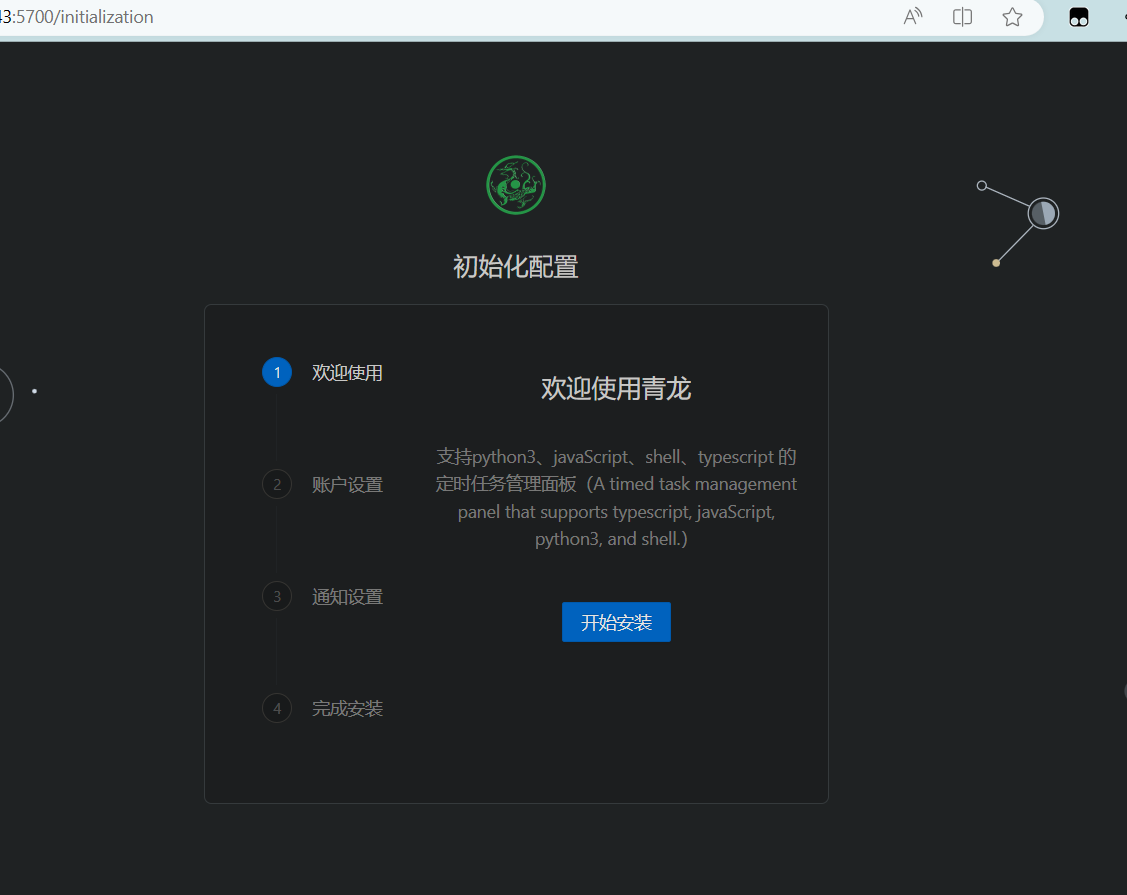 43:5700/initialization
初始化配置
1 欢迎使用
2 账户设置
3 通知设置
4 完成安装
欢迎使用青龙
支持python3、javaScript、shell、typescript 的
定时任务管理面板（A timed task management
panel that supports typescript, javaScript,
python3, and shell.）
开始安装